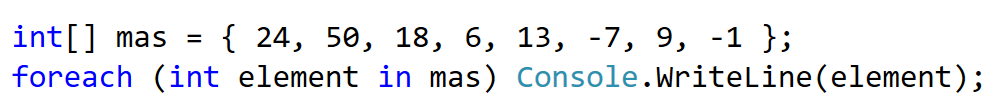 int[] mas = { 24, 50, 18, 6, 13, -7, 9, -1 };
foreach (int element in mas) Console.WriteLine(element);